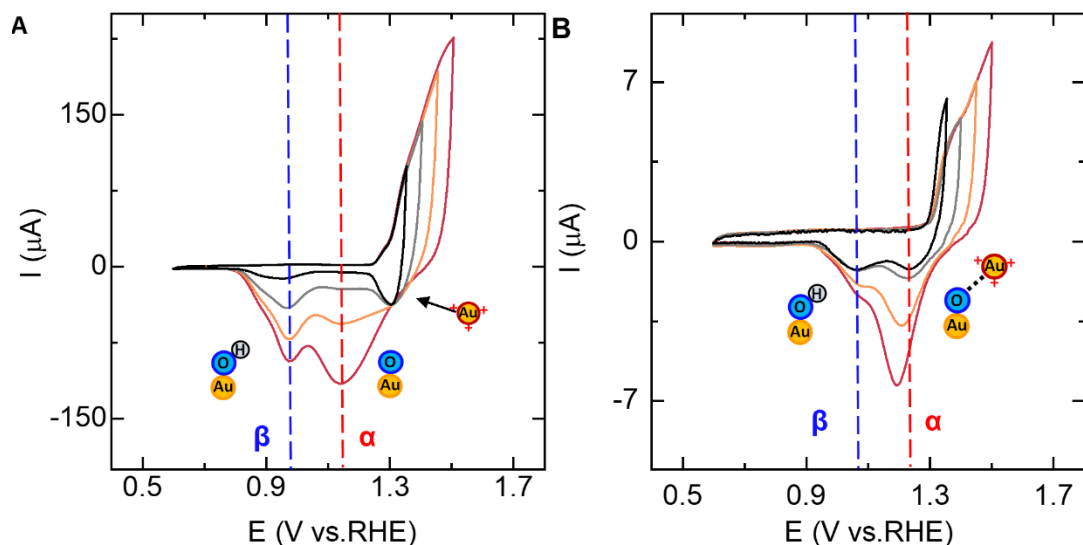 A
I (μA)
150
0
-150
0.5
0.9
1.3
1.7
E (V vs.RHE)
β
α
H
O
Au
O
Au
+
Au
+
+
B
I (μA)
7
0
-7
0.5
0.9
1.3
1.7
E (V vs.RHE)
β
α
H
O
Au
O
Au
+
Au
+
+